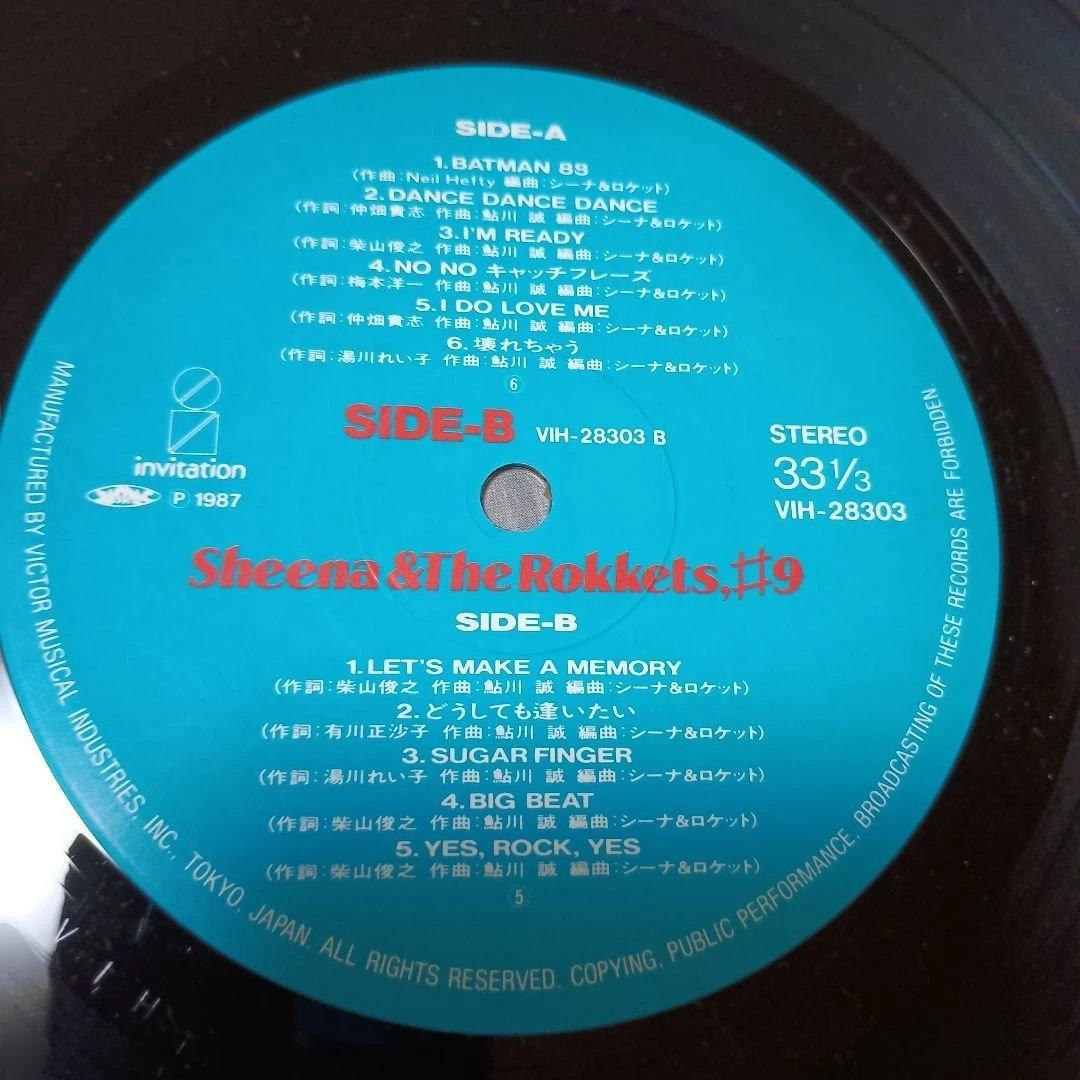 SIDE-A
1. BATMAN 89
(作曲:Neil Hefty 編曲:シーナ&ロケット)
2. DANCE DANCE DANCE
(作詞:仲畑貴志 作曲:鮎川 誠 編曲:シーナ&ロケット)
3. I'M READY
(作詞:柴山俊之 作曲:鮎川 誠 編曲:シーナ&ロケット)
4. NO NO キャッチフレーズ
(作詞:梅本洋一 作曲:鮎川 誠 編曲:シーナ&ロケット)
5. I DO LOVE ME
(作詞:仲畑貴志 作曲:鮎川 誠 編曲:シーナ&ロケット)
6. 壊れちゃう
(作詞:湯川れい子 作曲:鮎川 誠 編曲:シーナ&ロケット)
⑥
SIDE-B VIH-28303 B
STEREO
33 1/3
VIH-28303
invitation
Ⓟ 1987
Sheena & The Rokkets, #9
SIDE-B
1. LET'S MAKE A MEMORY
(作詞:柴山俊之 作曲:鮎川 誠 編曲:シーナ&ロケット)
2. どうしても逢いたい
(作詞:有川正沙子 作曲:鮎川 誠 編曲:シーナ&ロケット)
3. SUGAR FINGER
(作詞:湯川れい子 作曲:鮎川 誠 編曲:シーナ&ロケット)
4. BIG BEAT
(作詞:柴山俊之 作曲:鮎川 誠 編曲:シーナ&ロケット)
5. YES, ROCK, YES
(作詞:柴山俊之 作曲:鮎川 誠 編曲:シーナ&ロケット)
⑤
MANUFACTURED BY VICTOR MUSICAL INDUSTRIES, INC., TOKYO, JAPAN. ALL RIGHTS RESERVED. COPYING, PUBLIC PERFORMANCE, BROADCASTING OF THESE RECORDS ARE FORBIDDEN.